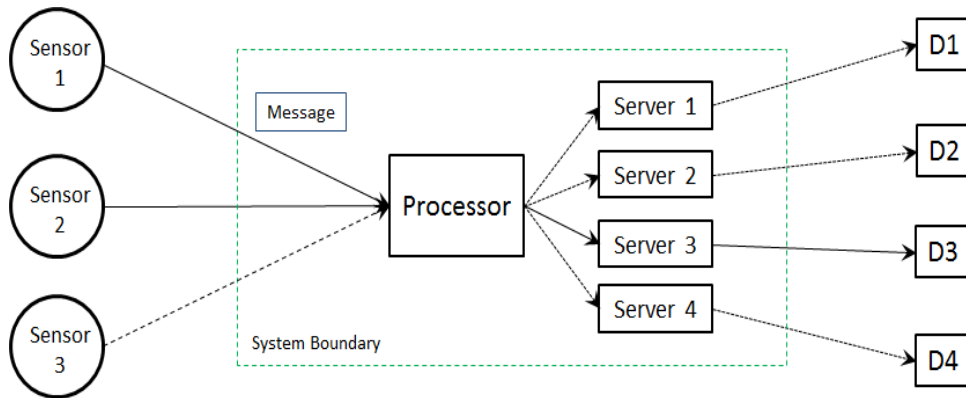 Sensor
1
Sensor
2
Sensor
3
Message
Processor
System Boundary
Server 1
Server 2
Server 3
Server 4
D1
D2
D3
D4